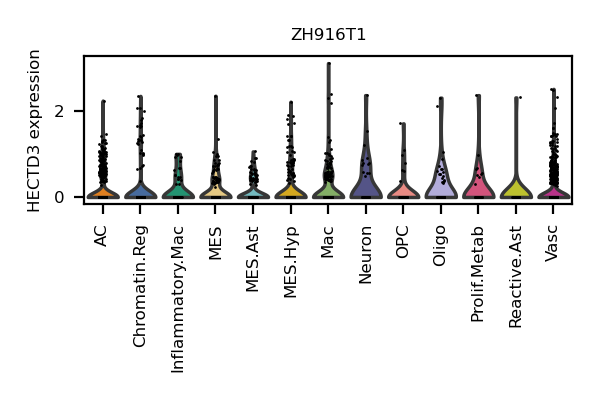 ZH916T1
HECTD3 expression
2
0
AC
Chromatin.Reg
Inflammatory.Mac
MES
MES.Ast
MES.Hyp
Mac
Neuron
OPC
Oligo
Prolif.Metab
Reactive.Ast
Vasc